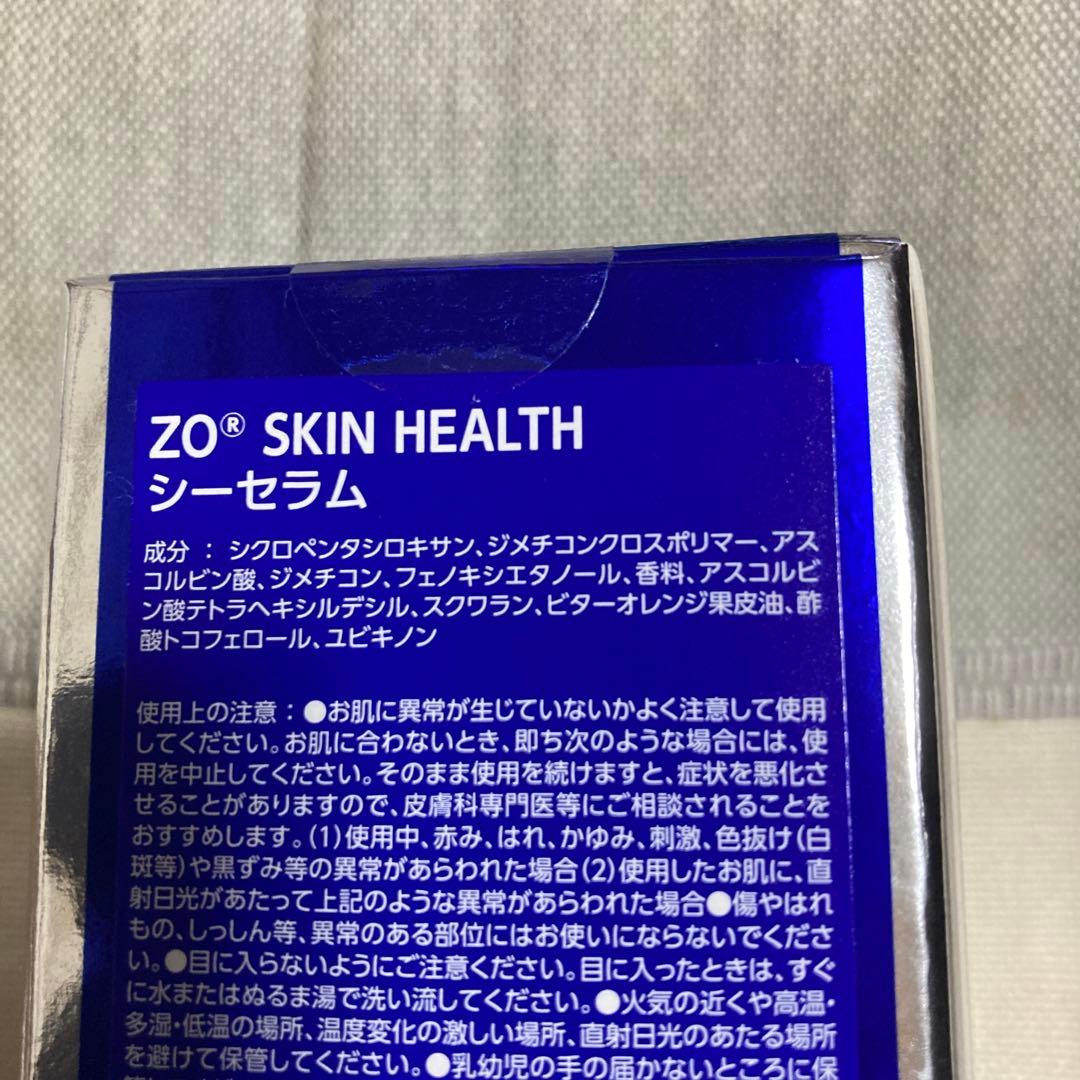 ZO® SKIN HEALTH
シーセラム
成分 : シクロペンタシロキサン、ジメチコンクロスポリマー、アス
コルビン酸、ジメチコン、フェノキシエタノール、香料、アスコルビ
ン酸テトラヘキシルデシル、スクワラン、ビターオレンジ果皮油、酢
酸トコフェロール、ユビキノン
使用上の注意 : ●お肌に異常が生じていないかよく注意して使用
してください。お肌に合わないとき、即ち次のような場合には、使
用を中止してください。そのまま使用を続けますと、症状を悪化さ
せることがありますので、皮膚科専門医等にご相談されることを
おすすめします。(1)使用中、赤み、はれ、かゆみ、刺激、色抜け(白
斑等)や黒ずみ等の異常があらわれた場合(2)使用したお肌に、直
射日光があたって上記のような異常があらわれた場合●傷やはれ
もの、しっしん等、異常のある部位にはお使いにならないでくださ
い。●目に入らないようにご注意ください。目に入ったときは、すぐ
に水またはぬるま湯で洗い流してください。●火気の近くや高温・
多湿・低温の場所、温度変化の激しい場所、直射日光のあたる場所
を避けて保管してください。●乳幼児の手の届かないところに保